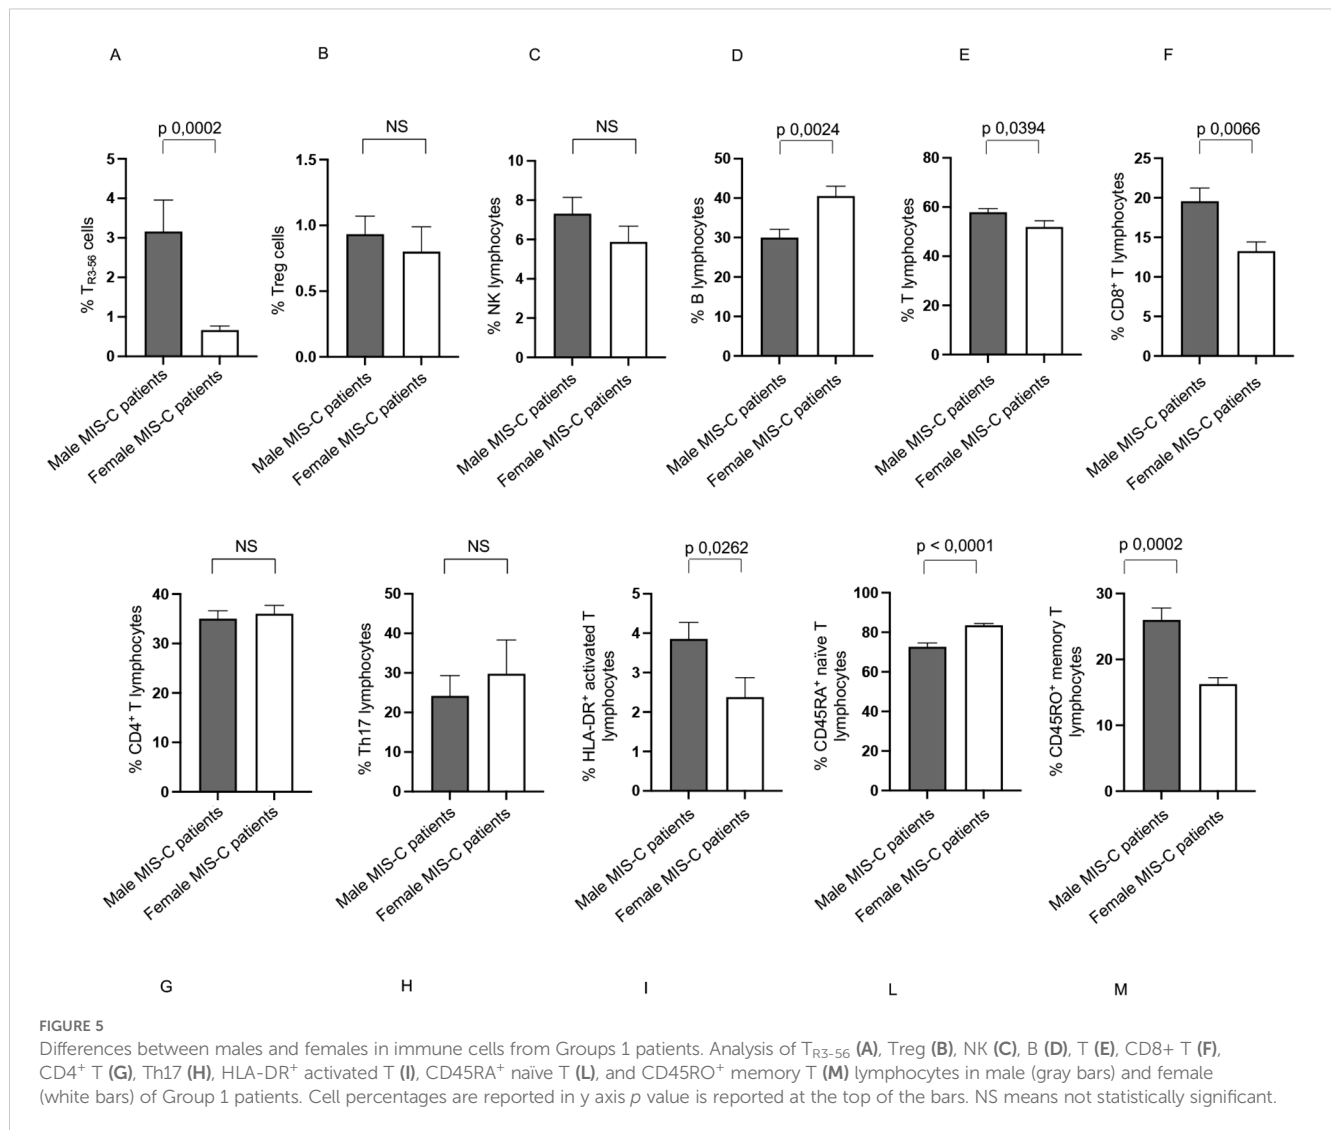 A
B
C
D
E
F
p 0,0002
% TR3-56 cells
5
4
3
2
1
0
Male MIS-C patients
Female MIS-C patients
NS
% Treg cells
1.5
1.0
0.5
0.0
Male MIS-C patients
Female MIS-C patients
NS
% NK lymphocytes
10
8
6
4
2
0
Male MIS-C patients
Female MIS-C patients
p 0,0024
% B lymphocytes
50
40
30
20
10
0
Male MIS-C patients
Female MIS-C patients
p 0,0394
% T lymphocytes
80
60
40
20
0
Male MIS-C patients
Female MIS-C patients
p 0,0066
% CD8+ T lymphocytes
25
20
15
10
5
0
Male MIS-C patients
Female MIS-C patients
NS
% CD4+ T lymphocytes
40
30
20
10
0
Male MIS-C patients
Female MIS-C patients
NS
% Th17 lymphocytes
50
40
30
20
10
0
Male MIS-C patients
Female MIS-C patients
p 0,0262
% HLA-DR+ activated T
lymphocytes
5
4
3
2
1
0
Male MIS-C patients
Female MIS-C patients
p < 0,0001
% CD45RA+ naïve T
lymphocytes
100
80
60
40
20
0
Male MIS-C patients
Female MIS-C patients
p 0,0002
% CD45RO+ memory T
lymphocytes
30
20
10
0
Male MIS-C patients
Female MIS-C patients
G
H
I
L
M
FIGURE 5
Differences between males and females in immune cells from Groups 1 patients. Analysis of TR3-56 (A), Treg (B), NK (C), B (D), T (E), CD8+ T (F),
CD4+ T (G), Th17 (H), HLA-DR+ activated T (I), CD45RA+ naïve T (L), and CD45RO+ memory T (M) lymphocytes in male (gray bars) and female
(white bars) of Group 1 patients. Cell percentages are reported in y axis p value is reported at the top of the bars. NS means not statistically significant.